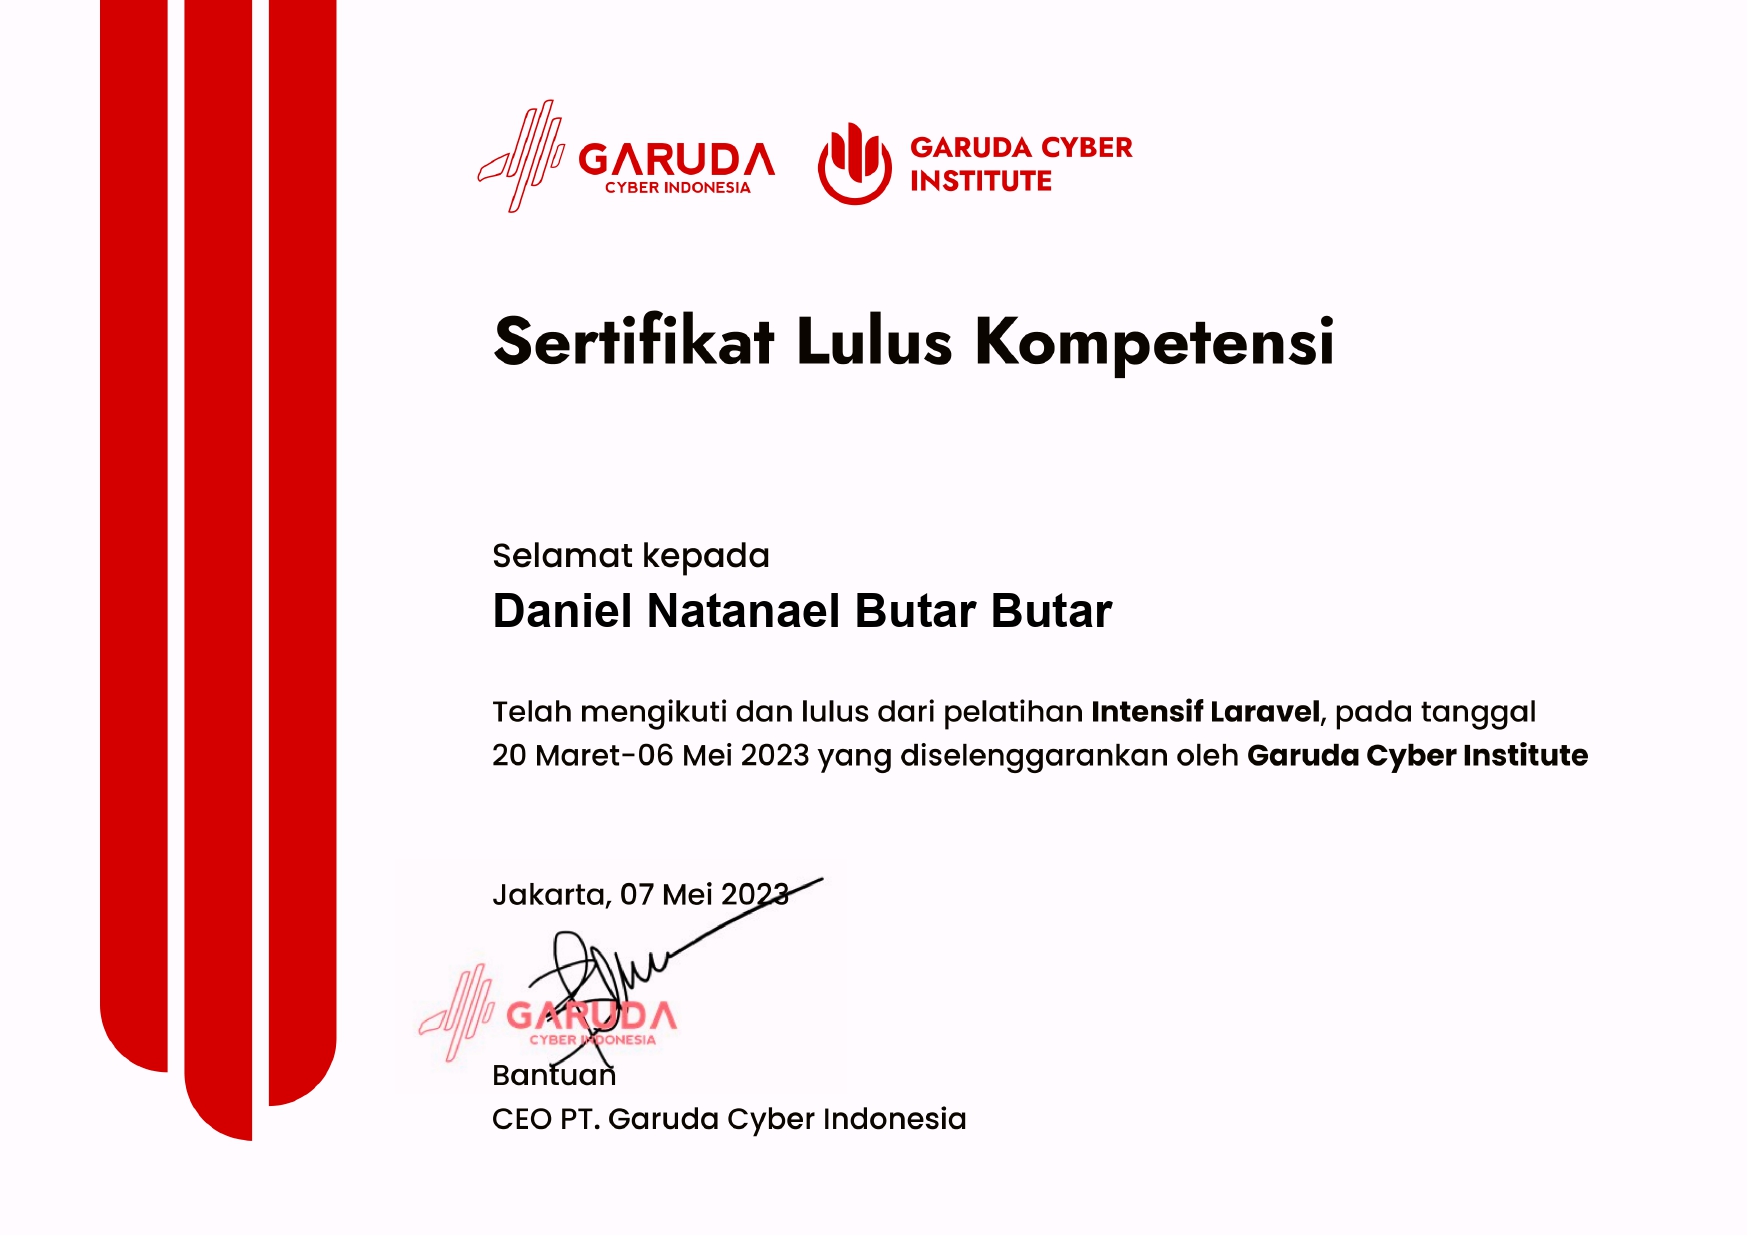 GARUDA
CYBER INDONESIA
GARUDA CYBER
INSTITUTE
Sertifikat Lulus Kompetensi
Selamat kepada
Daniel Natanael Butar Butar
Telah mengikuti dan lulus dari pelatihan Intensif Laravel, pada tanggal
20 Maret-06 Mei 2023 yang diselenggarankan oleh Garuda Cyber Institute
Jakarta, 07 Mei 2023
GARUDA
CYBER INDONESIA
Bantuan
CEO PT. Garuda Cyber Indonesia